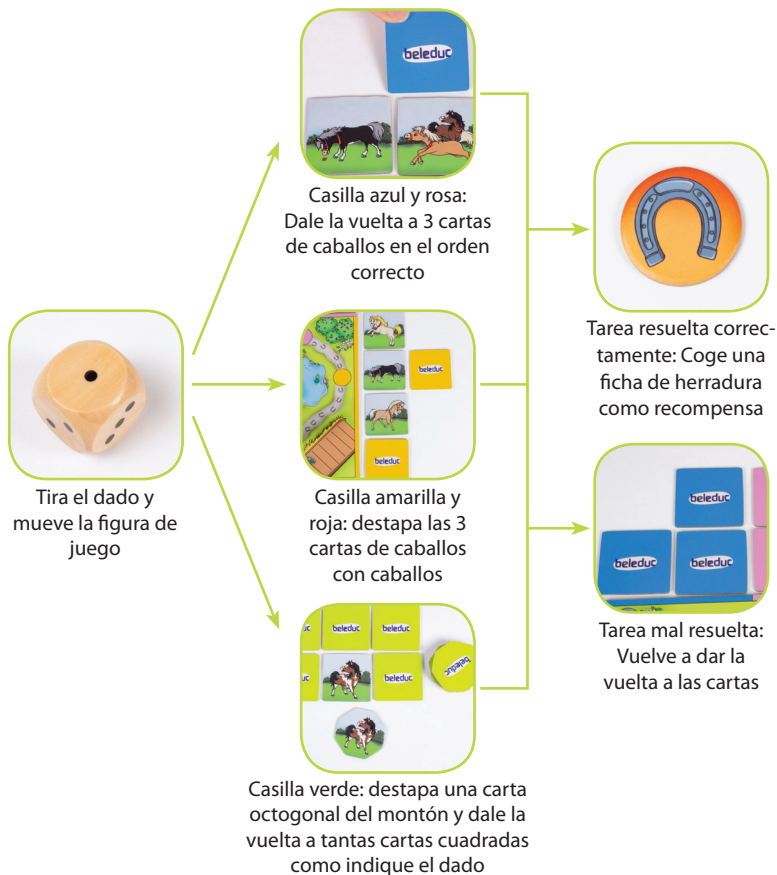 beleduc
Casilla azul y rosa:
Dale la vuelta a 3 cartas
de caballos en el orden
correcto
Tira el dado y
mueve la figura de
juego
beleduc
beleduc
Casilla amarilla y
roja: destapa las 3
cartas de caballos
con caballos
beleduc
beleduc
beleduc
beleduc
Casilla verde: destapa una carta
octogonal del montón y dale la
vuelta a tantas cartas cuadradas
como indique el dado
Tarea resuelta correc-
tamente: Coge una
ficha de herradura
como recompensa
beleduc
beleduc
beleduc
Tarea mal resuelta:
Vuelve a dar la
vuelta a las cartas